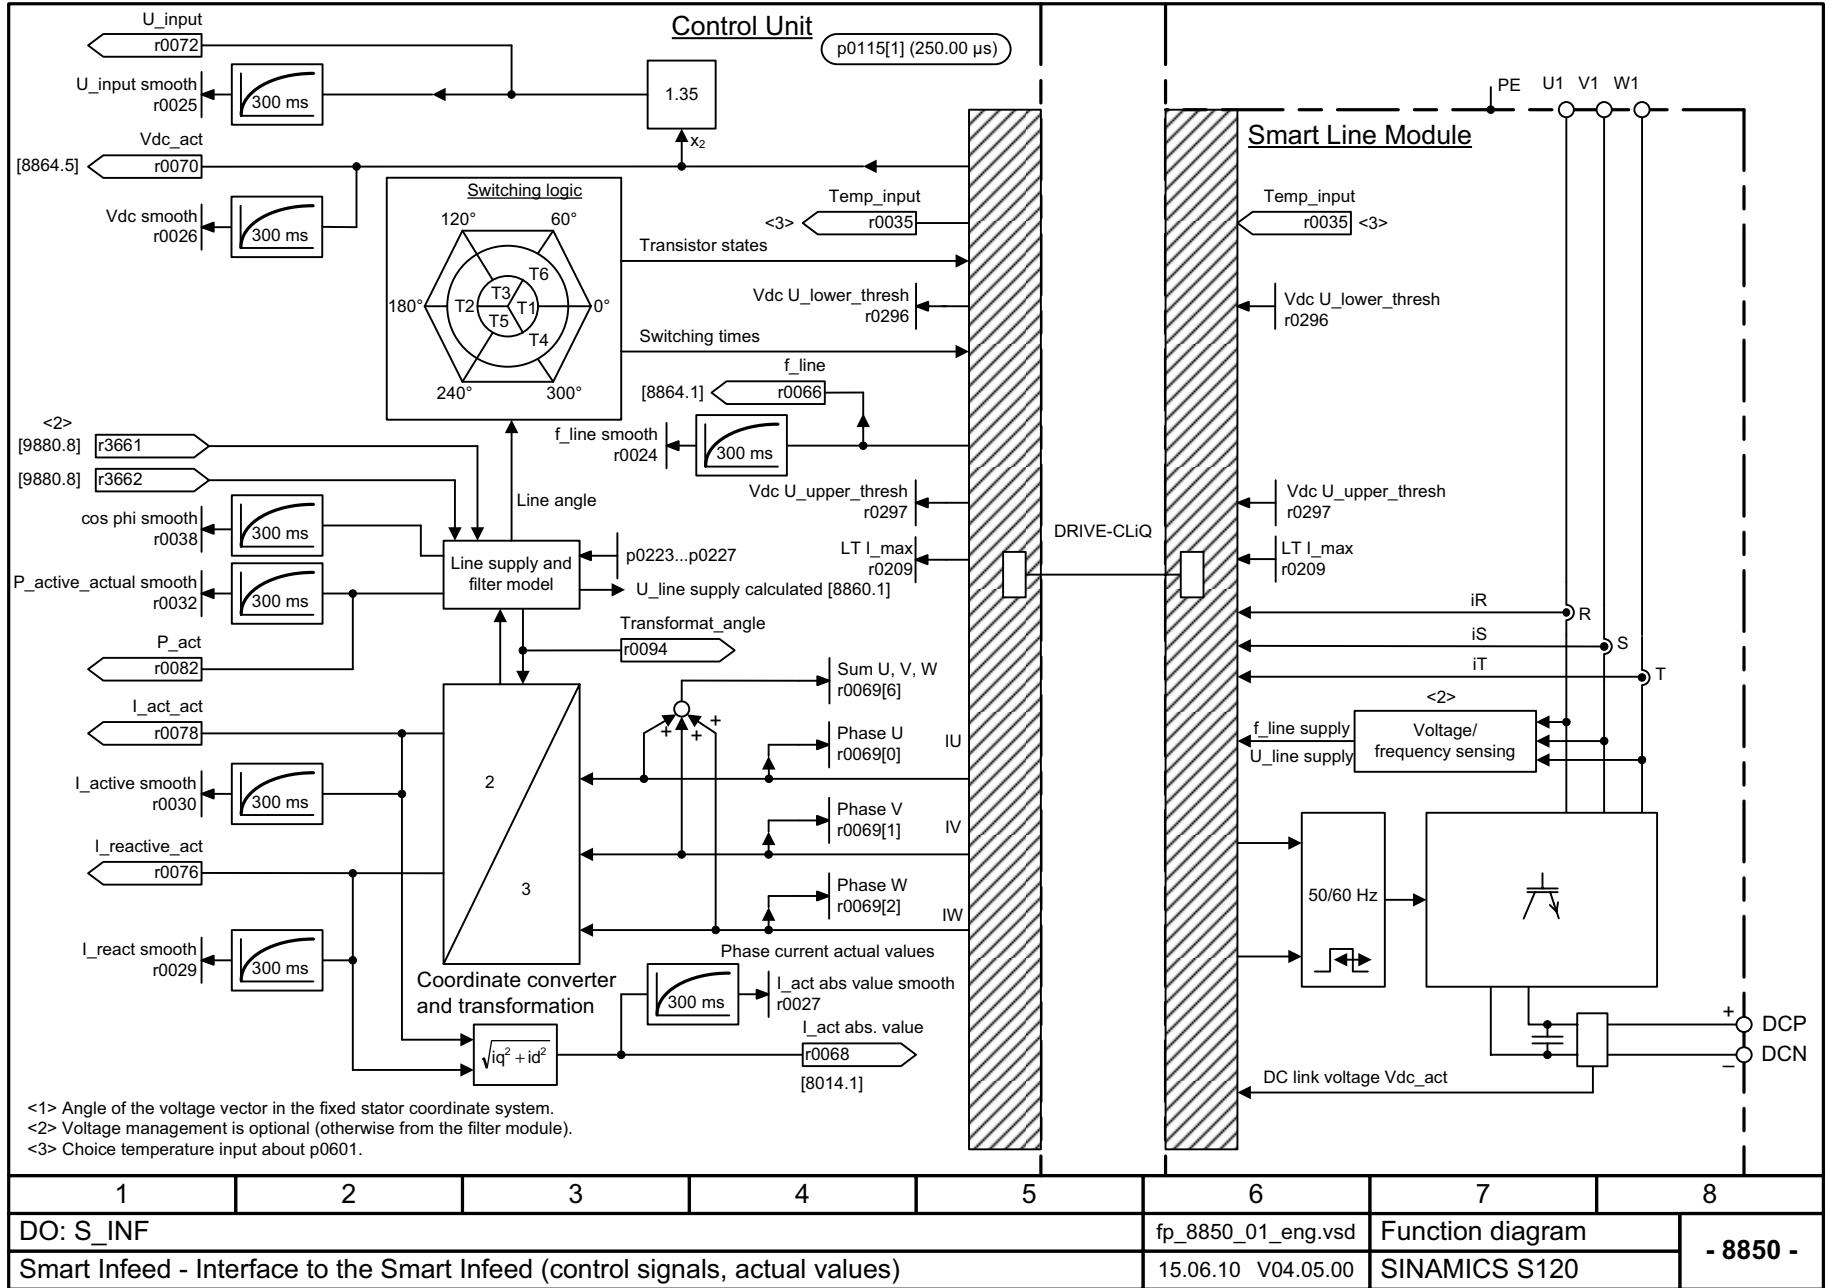 Control Unit
p0115[1] (250.00 µs)
U_input
r0072
U_input smooth
r0025
300 ms
1.35
x2
Vdc_act
[8864.5]
r0070
Vdc smooth
r0026
300 ms
Switching logic
120°
60°
180°
0°
240°
300°
T6
T3
T2
T1
T5
T4
Temp_input
<3>
r0035
Transistor states
Vdc U_lower_thresh
r0296
Switching times
f_line
[8864.1]
r0066
f_line smooth
r0024
300 ms
<2>
[9880.8]
r3661
[9880.8]
r3662
Line angle
Vdc U_upper_thresh
r0297
cos phi smooth
r0038
300 ms
Line supply and
filter model
p0223...p0227
U_line supply calculated [8860.1]
LT I_max
r0209
P_active_actual smooth
r0032
300 ms
P_act
r0082
Transformat_angle
r0094
Sum U, V, W
r0069[6]
+
+
+
I_act_act
r0078
Phase U
r0069[0]
IU
I_active smooth
r0030
300 ms
2
3
Phase V
r0069[1]
IV
I_reactive_act
r0076
Phase W
r0069[2]
IW
Phase current actual values
I_react smooth
r0029
300 ms
Coordinate converter
and transformation
300 ms
I_act abs value smooth
r0027
√iq² + id²
I_act abs. value
r0068
[8014.1]
DRIVE-CLiQ
PE
U1
V1
W1
Smart Line Module
Temp_input
r0035
<3>
Vdc U_lower_thresh
r0296
Vdc U_upper_thresh
r0297
LT I_max
r0209
iR
R
iS
S
iT
T
<2>
f_line supply
U_line supply
Voltage/
frequency sensing
50/60 Hz
+
DCP
DCN
–
DC link voltage Vdc_act
<1> Angle of the voltage vector in the fixed stator coordinate system.
<2> Voltage management is optional (otherwise from the filter module).
<3> Choice temperature input about p0601.
1 2 3 4 5 6 7 8
DO: S_INF
fp_8850_01_eng.vsd
Function diagram
- 8850 -
Smart Infeed - Interface to the Smart Infeed (control signals, actual values)
15.06.10 V04.05.00
SINAMICS S120